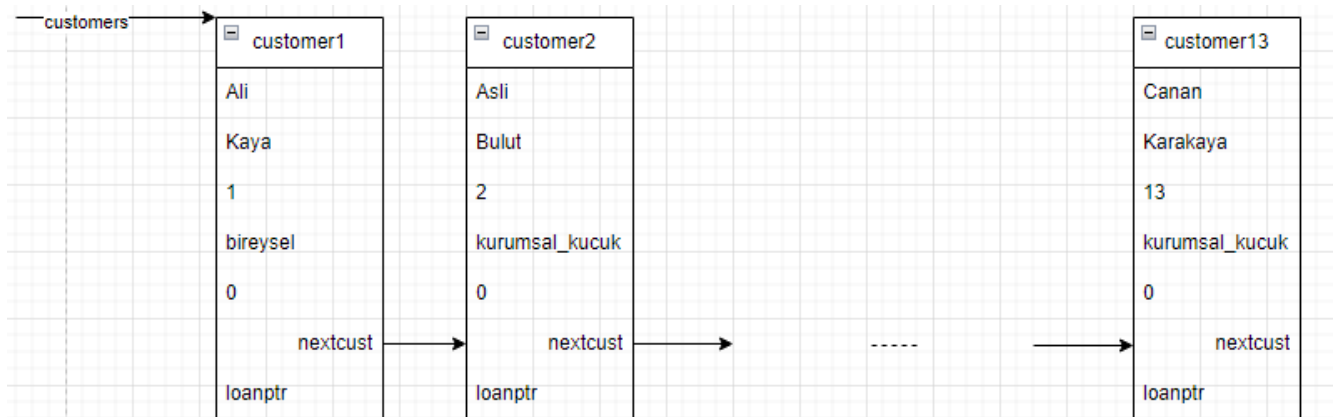 customers
customer1
Ali
Kaya
1
bireysel
0
nextcust
loanptr
customer2
Asli
Bulut
2
kurumsal_kucuk
0
nextcust
loanptr
-----
customer13
Canan
Karakaya
13
kurumsal_kucuk
0
nextcust
loanptr